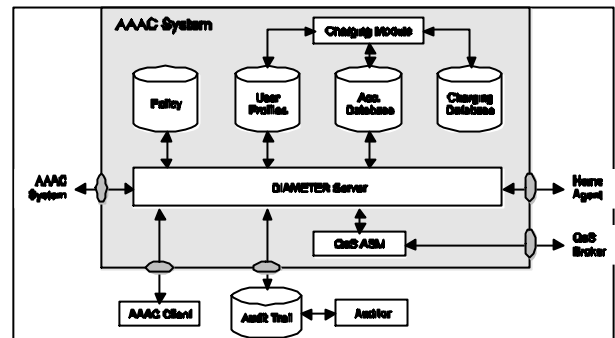 AAAC System
Charging Module
Policy
User
Profiles
Acc.
Database
Charging
Database
AAAC
System
DIAMETER Server
Home
Agent
QoS ASM
QoS
Broker
AAAC Client
Audit Trail
Auditor